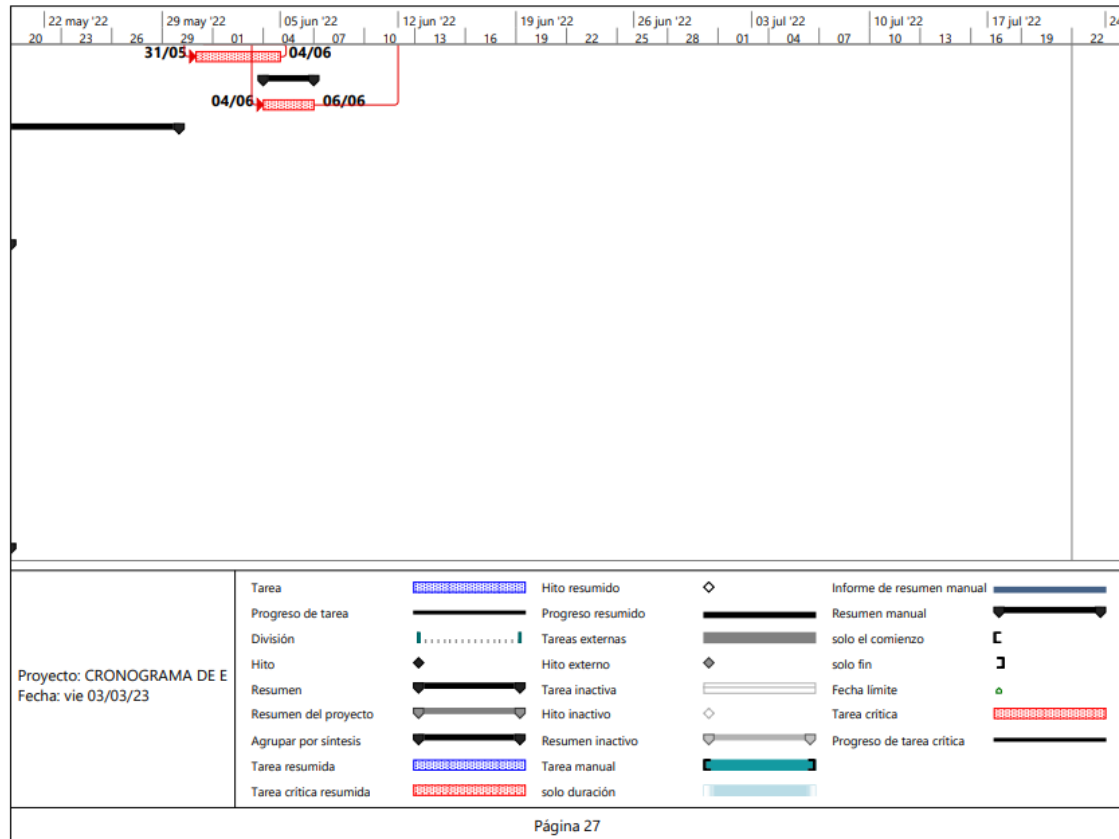 22 may '22 29 may '22 05 jun '22 12 jun '22 19 jun '22 26 jun '22 03 jul '22 10 jul '22 17 jul '22 24
20 23 26 29 01 04 07 10 13 16 19 22 25 28 01 04 07 10 13 16 19 22
31/05 04/06
04/06 06/06
Proyecto: CRONOGRAMA DE E
Fecha: vie 03/03/23
Tarea
Progreso de tarea
División
Hito
Resumen
Resumen del proyecto
Agrupar por síntesis
Tarea resumida
Tarea crítica resumida
Hito resumido
Progreso resumido
Tareas externas
Hito externo
Tarea inactiva
Hito inactivo
Resumen inactivo
Tarea manual
solo duración
Informe de resumen manual
Resumen manual
solo el comienzo
solo fin
Fecha límite
Tarea crítica
Progreso de tarea crítica
Página 27